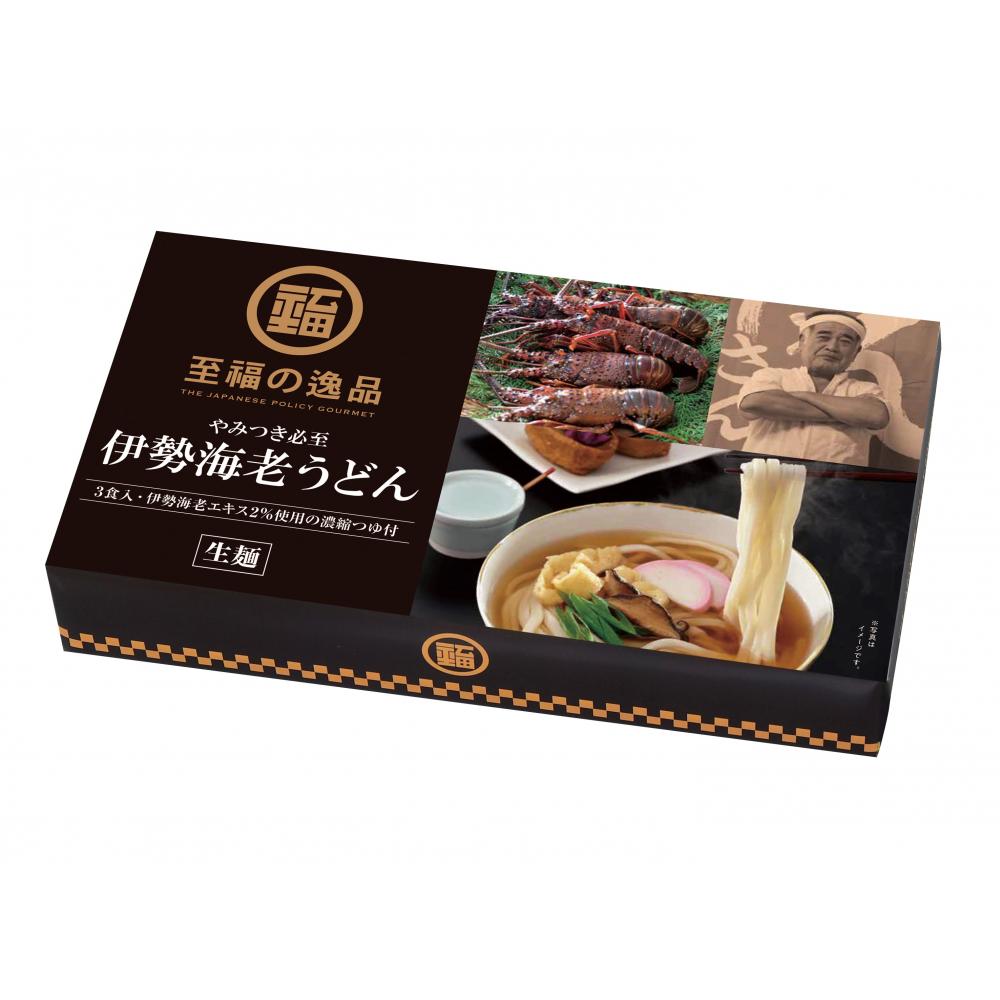 福
至福の逸品
THE JAPANESE POLICY GOURMET
やみつき必至
伊勢海老うどん
3食入・伊勢海老エキス2%使用の濃縮つゆ付
生麺
※写真は
イメージです。
福